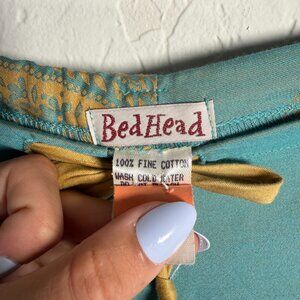 BedHead
100% FINE COTTON
WASH COLD WATER